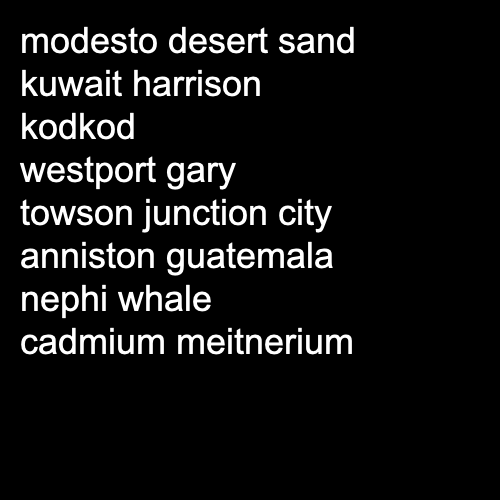 modesto desert sand
kuwait harrison
kodkod
westport gary
towson junction city
anniston guatemala
nephi whale
cadmium meitnerium